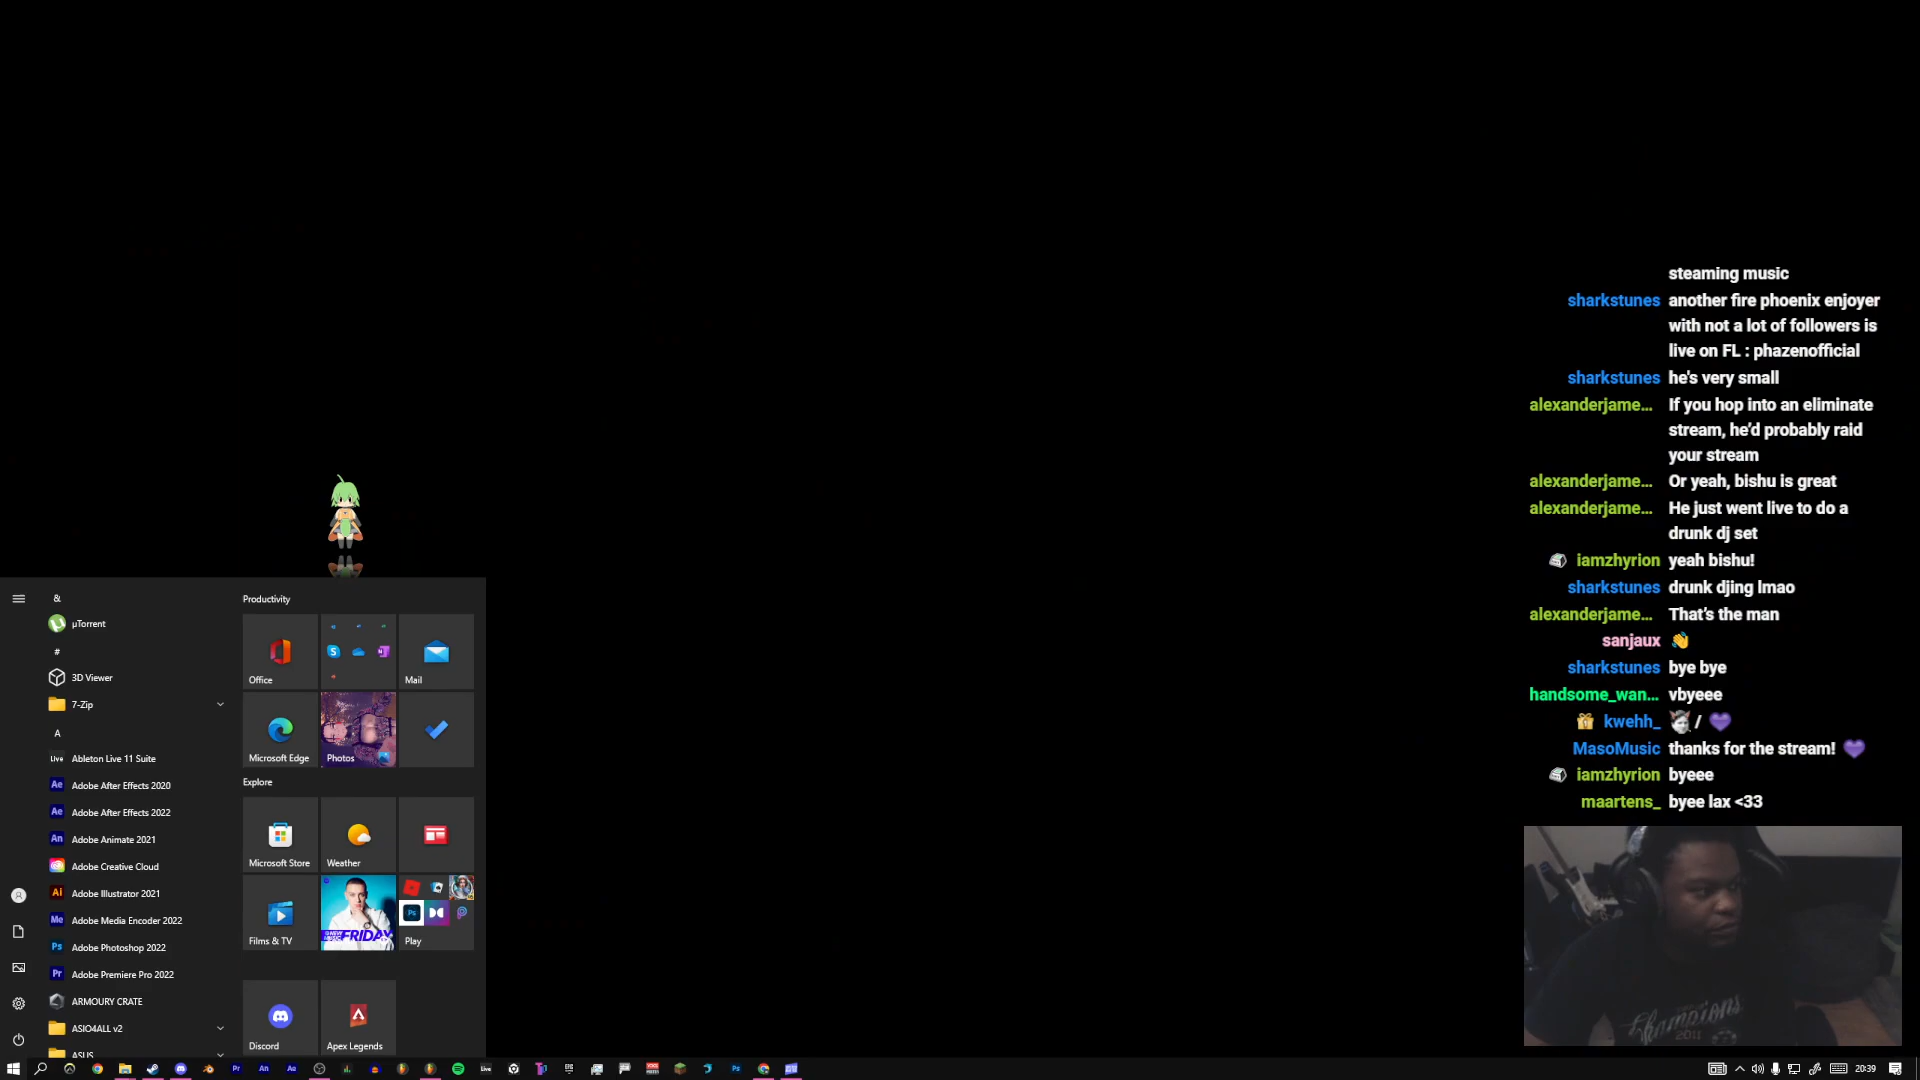 steaming music
sharkstunes another fire phoenix enjoyer
with not a lot of followers is
live on FL : phazenofficial
sharkstunes he's very small
alexanderjame... If you hop into an eliminate
stream, he'd probably raid
your stream
alexanderjame... Or yeah, bishu is great
alexanderjame... He just went live to do a
drunk dj set
iamzhyrion yeah bishu!
sharkstunes drunk djing lmao
alexanderjame... That's the man
sanjaux
sharkstunes bye bye
handsome_wan... vbyeee
kwehh_ /
MasoMusic thanks for the stream!
iamzhyrion byeee
maartens_ byee lax <33
&
µTorrent
#
3D Viewer
7-Zip
A
Ableton Live 11 Suite
Adobe After Effects 2020
Adobe After Effects 2022
Adobe Animate 2021
Adobe Creative Cloud
Adobe Illustrator 2021
Adobe Media Encoder 2022
Adobe Photoshop 2022
Adobe Premiere Pro 2022
ARMOURY CRATE
ASIO4ALL v2
ASUS
Productivity
Office
Mail
Microsoft Edge
Photos
Explore
Microsoft Store
Weather
Films & TV
FRIDAY
Play
Discord
Apex Legends
Champions
2011
20:39